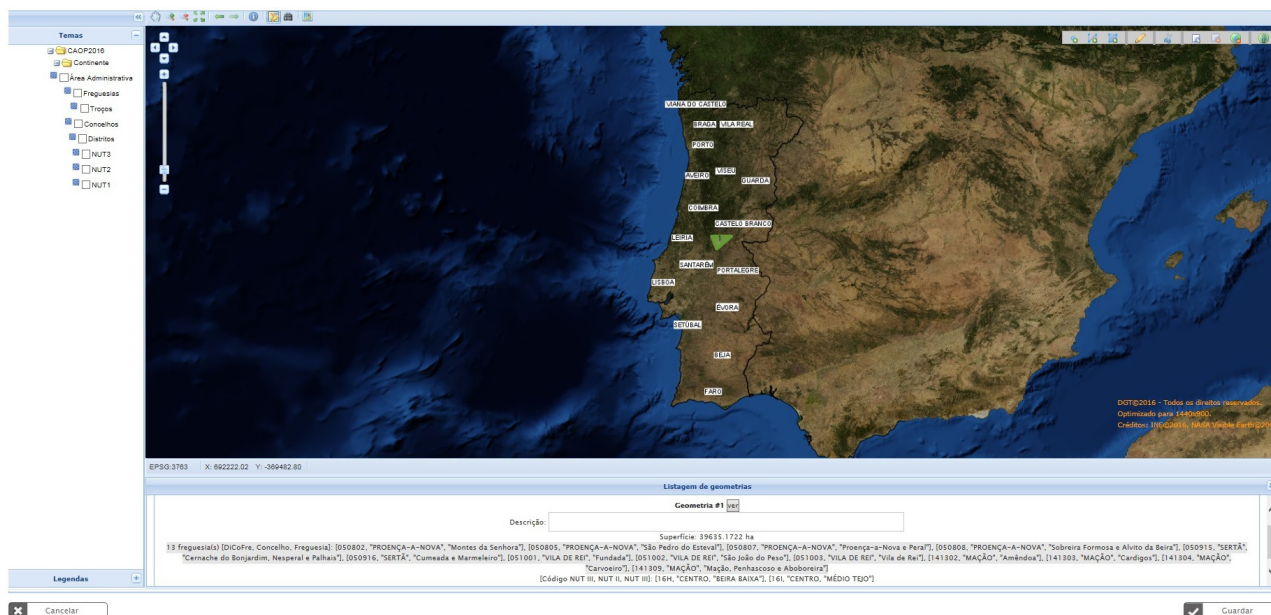 Temas
CAOP2016
Continente
Área Administrativa
Freguesias
Troços
Concelhos
Distritos
NUT3
NUT2
NUT1
Legendas
VIANA DO CASTELO
BRAGA VILA REAL
PORTO
AVEIRO VISEU
GUARDA
COIMBRA
CASTELO BRANCO
LEIRIA
SANTARÉM
PORTALEGRE
LISBOA
ÉVORA
SETÚBAL
BEJA
FARO
DGT©2016 - Todos os direitos reservados.
Optimizado para 1440x900.
Créditos: INE©2016, NASA Visible Earth©20
EPSG:3763 X: 692222.02 Y: -369482.80
Listagem de geometrias
Geometria #1 ver
Descrição:
Superfície: 39635.1722 ha
13 freguesia(s) [DiCoFre, Concelho, Freguesia]: [050802, "PROENÇA-A-NOVA", "Montes da Senhora"], [050805, "PROENÇA-A-NOVA", "São Pedro do Esteval"], [050807, "PROENÇA-A-NOVA", "Proença-a-Nova e Peral"], [050808, "PROENÇA-A-NOVA", "Sobreira Formosa e Alvito da Beira"], [050915, "SERTÃ",
"Cernache do Bonjardim, Nesperal e Palhais"], [050916, "SERTÃ", "Cumeada e Marmeleiro"], [051001, "VILA DE REI", "Fundada"], [051002, "VILA DE REI", "São João do Peso"], [051003, "VILA DE REI", "Vila de Rei"], [141302, "MAÇÃO", "Amêndoa"], [141303, "MAÇÃO", "Cardigos"], [141304, "MAÇÃO",
"Carvoeiro"], [141309, "MAÇÃO", "Mação, Penhascoso e Aboboreira"]
[Código NUT III, NUT II, NUT III]: [16H, "CENTRO, "BEIRA BAIXA"], [16I, "CENTRO, "MÉDIO TEJO"]
Cancelar
Guardar